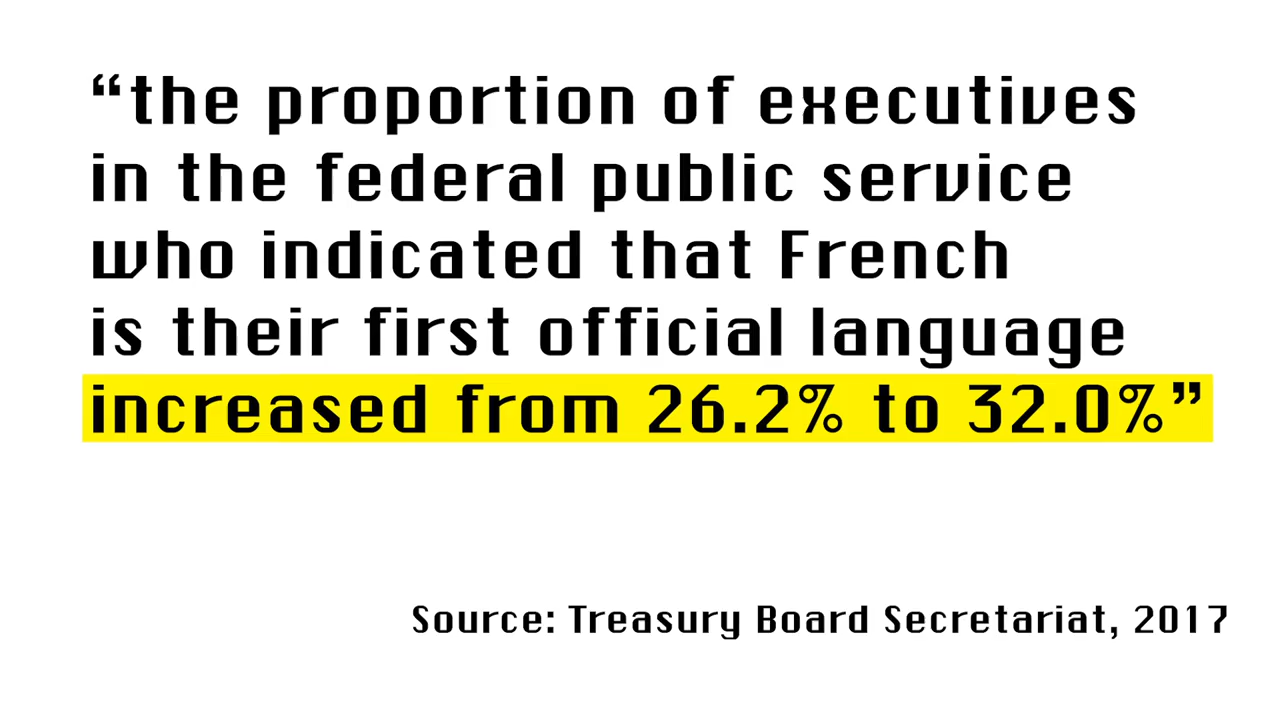 “the proportion of executives
in the federal public service
who indicated that French
is their first official language
increased from 26.2% to 32.0%”
Source: Treasury Board Secretariat, 2017